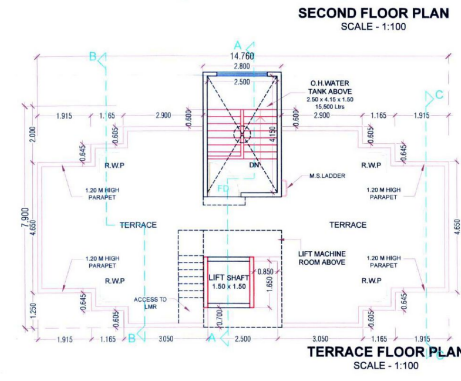 SECOND FLOOR PLAN
SCALE - 1:100
A
B
14.760
2.800
2.500
O.H.WATER
TANK ABOVE
2.50 x 4.15 x 1.50
15,500 Ltrs.
C
1.915
1.165
2.900
0.600
0.600
2.900
1.165
1.915
2.000
0.605
0.605
4.150
0.645
0.645
R.W.P
DN
R.W.P
M.S.LADDER
1.20 M HIGH
PARAPET
FD
1.20 M HIGH
PARAPET
7.900
4.650
4.650
TERRACE
TERRACE
1.20 M HIGH
PARAPET
LIFT MACHINE
ROOM ABOVE
1.20 M HIGH
PARAPET
R.W.P
LIFT SHAFT
1.50 x 1.50
0.850
1.650
R.W.P
0.645
0.645
ACCESS TO
LMR
1.250
0.605
0.700
0.605
1.915
1.165
B
3.050
A
2.500
3.050
1.165
1.915
TERRACE FLOOR PLAN
SCALE - 1:100